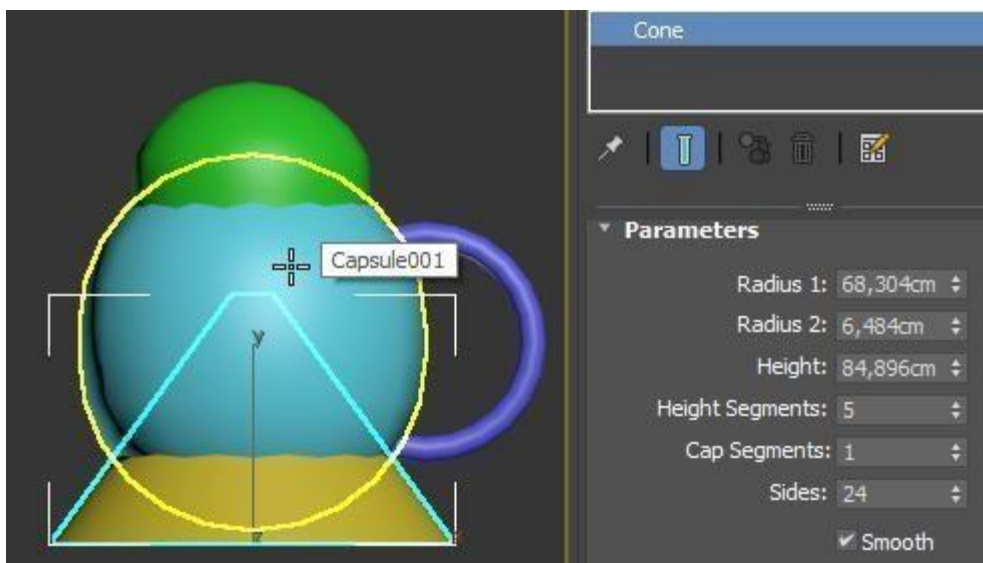 Cone
Capsule001
y
Parameters
Radius 1: 68,304cm
Radius 2: 6,484cm
Height: 84,896cm
Height Segments: 5
Cap Segments: 1
Sides: 24
Smooth